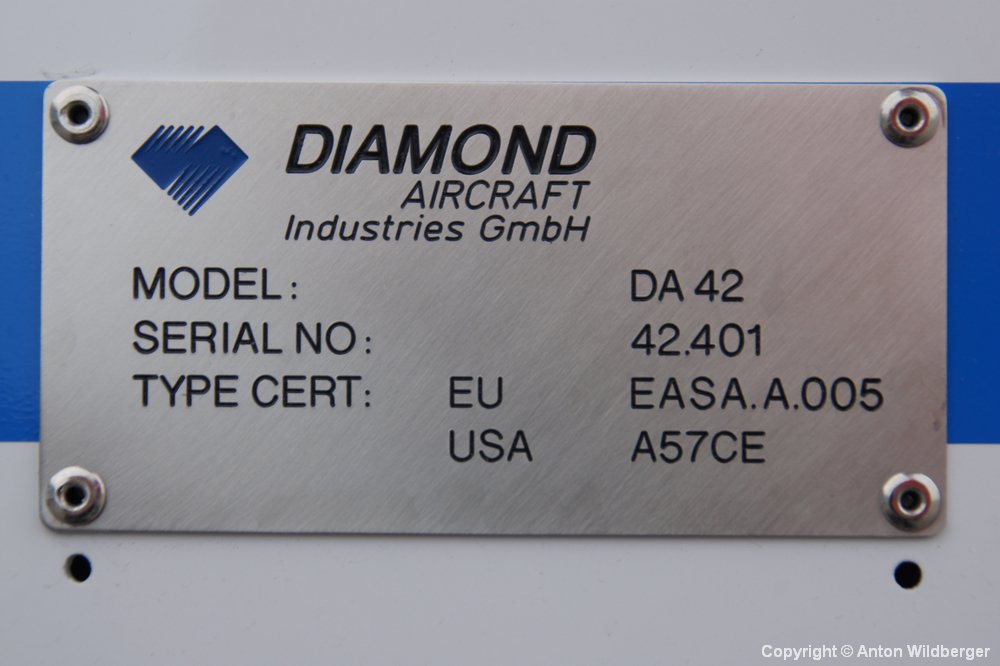 DIAMOND
AIRCRAFT
Industries GmbH
MODEL: DA 42
SERIAL NO: 42.401
TYPE CERT: EU EASA.A.005
USA A57CE
Copyright © Anton Wildberger